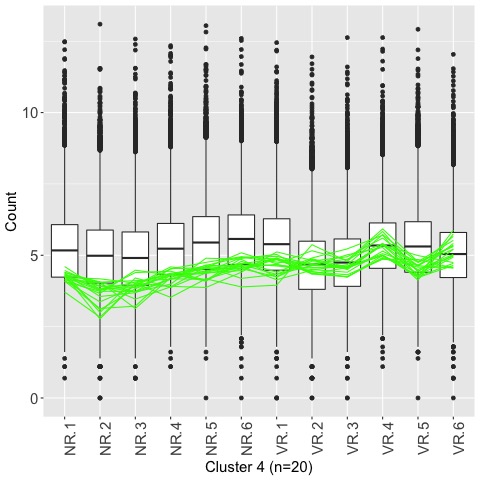 Count
10
5
0
NR.1
NR.2
NR.3
NR.4
NR.5
NR.6
VR.1
VR.2
VR.3
VR.4
VR.5
VR.6
Cluster 4 (n=20)